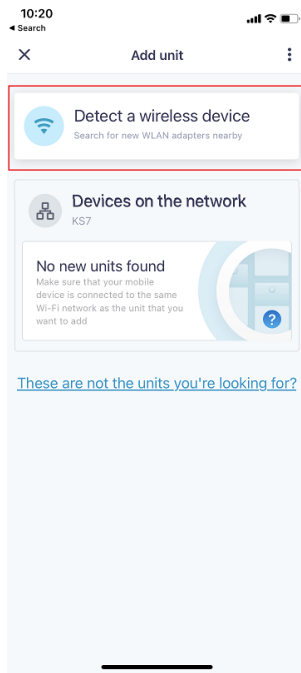 10:20
◀ Search
Add unit
Detect a wireless device
Search for new WLAN adapters nearby
Devices on the network
KS7
No new units found
Make sure that your mobile
device is connected to the same
Wi-Fi network as the unit that you
want to add
?
These are not the units you're looking for?